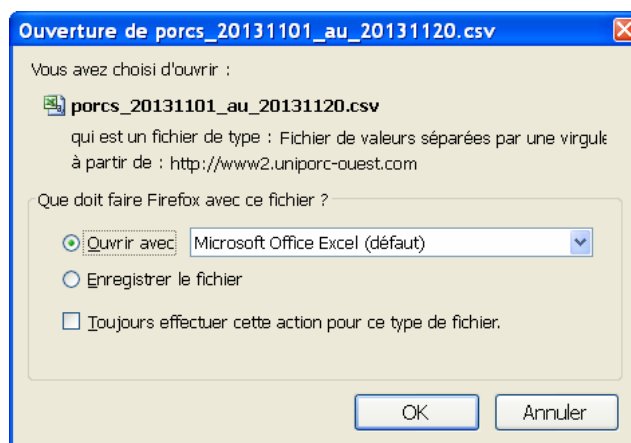 Ouverture de porcs_20131101_au_20131120.csv
Vous avez choisi d'ouvrir :
porcs_20131101_au_20131120.csv
qui est un fichier de type : Fichier de valeurs séparées par une virgule
à partir de : http://www2.uniporc-ouest.com
Que doit faire Firefox avec ce fichier ?
Ouvrir avec Microsoft Office Excel (défaut)
Enregistrer le fichier
Toujours effectuer cette action pour ce type de fichier.
OK Annuler